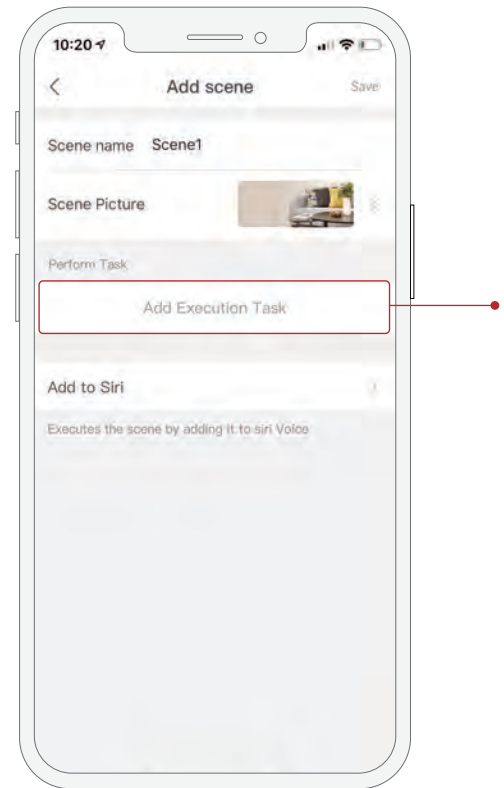 10:20
Add scene
Save
Scene name Scene1
Scene Picture
Perform Task
Add Execution Task
Add to Siri
Executes the scene by adding it to siri Voice